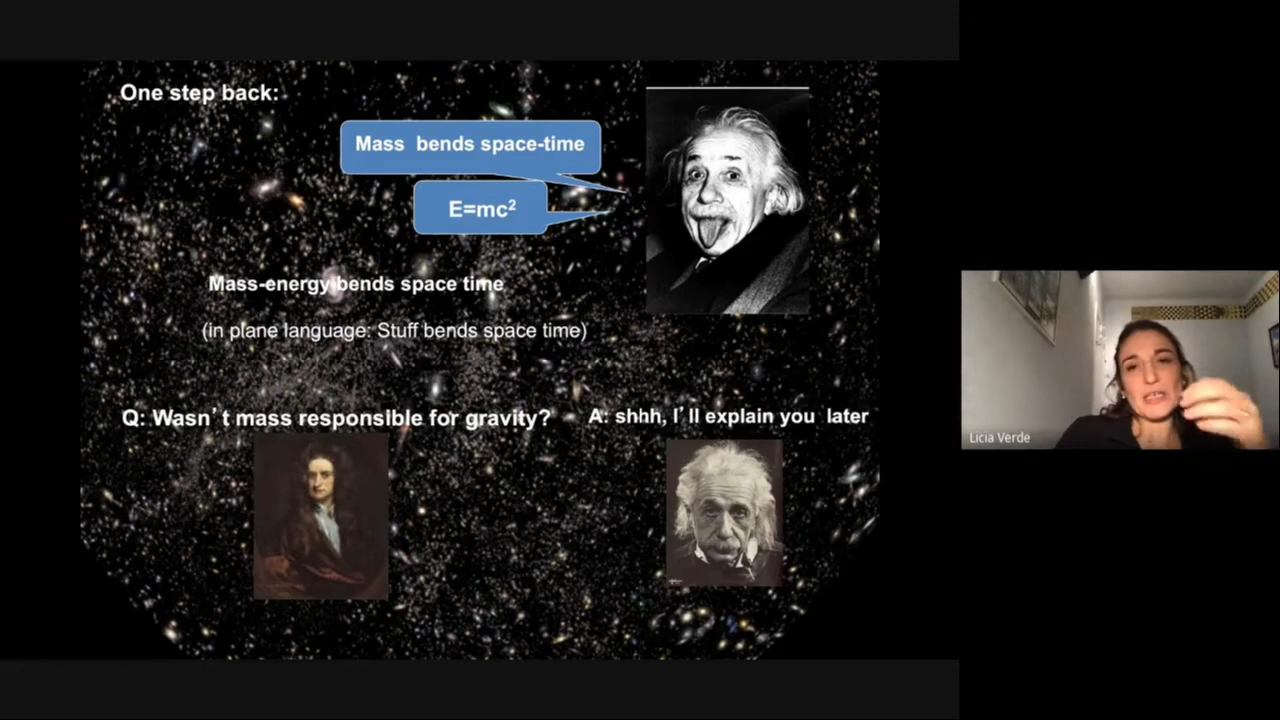 One step back:
Mass bends space-time
E=mc²
Mass-energy bends space time
(in plane language: Stuff bends space time)
Q: Wasn't mass responsible for gravity?
A: shhh, I'll explain you later
Licia Verde